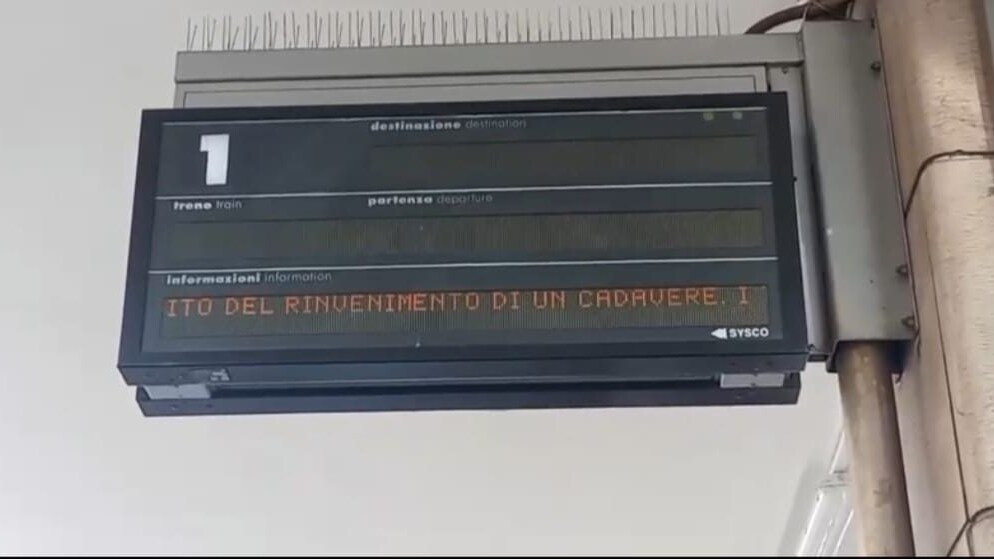 1
destinazione destination
treno train
partenza departure
informazioni information
ITO DEL RINVENIMENTO DI UN CADAVERE. I
SYSCO